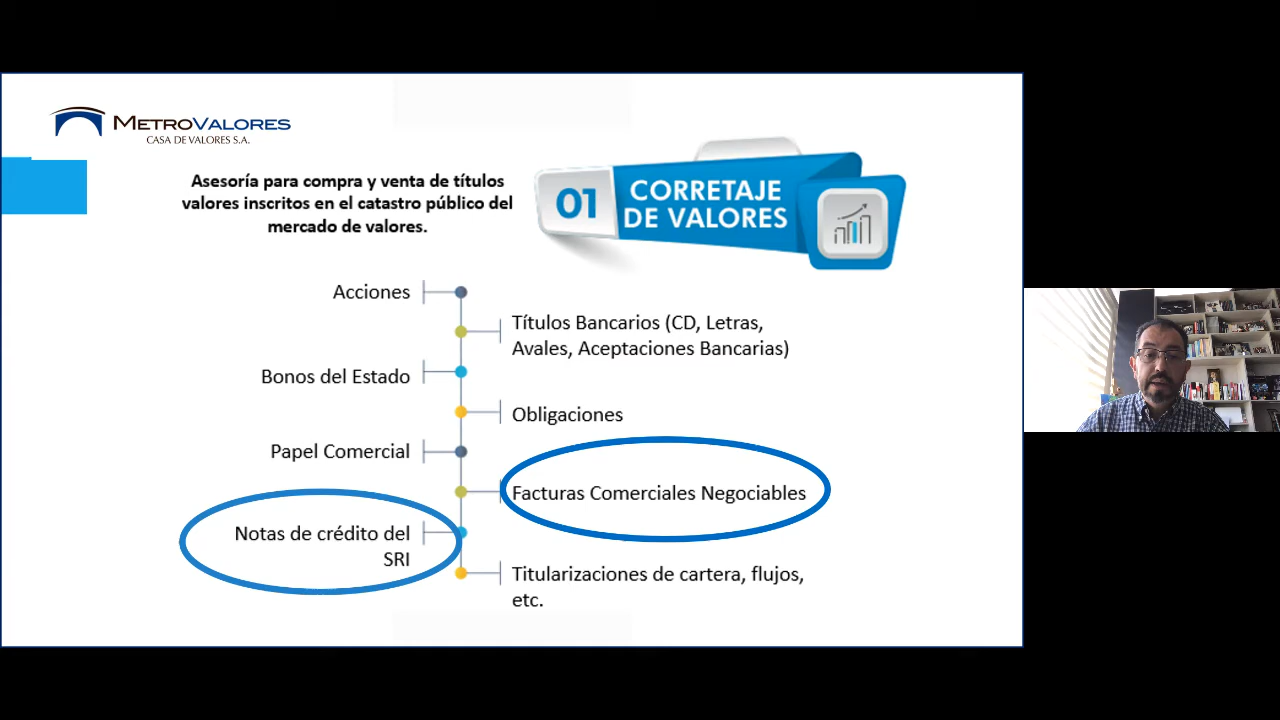 METROVALORES
CASA DE VALORES S.A.
Asesoría para compra y venta de títulos
valores inscritos en el catastro público del
mercado de valores.
01
CORRETAJE
DE VALORES
Acciones
Títulos Bancarios (CD, Letras,
Avales, Aceptaciones Bancarias)
Bonos del Estado
Obligaciones
Papel Comercial
Facturas Comerciales Negociables
Notas de crédito del
SRI
Titularizaciones de cartera, flujos,
etc.